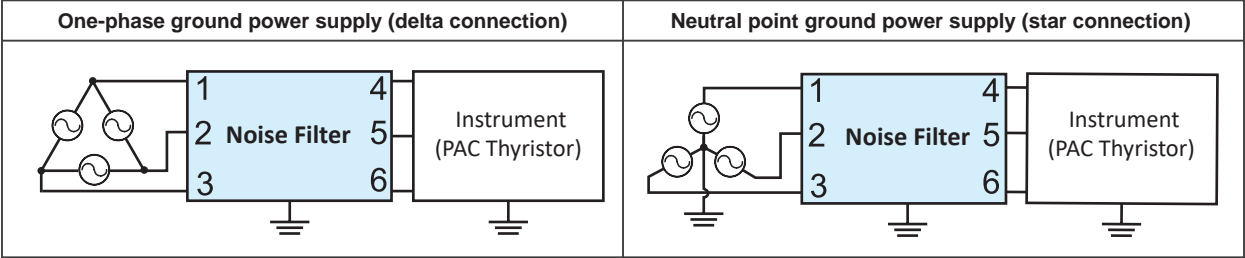 One-phase ground power supply (delta connection)
Neutral point ground power supply (star connection)
1
2
3
Noise Filter
4
5
6
Instrument
(PAC Thyristor)
1
2
3
Noise Filter
4
5
6
Instrument
(PAC Thyristor)